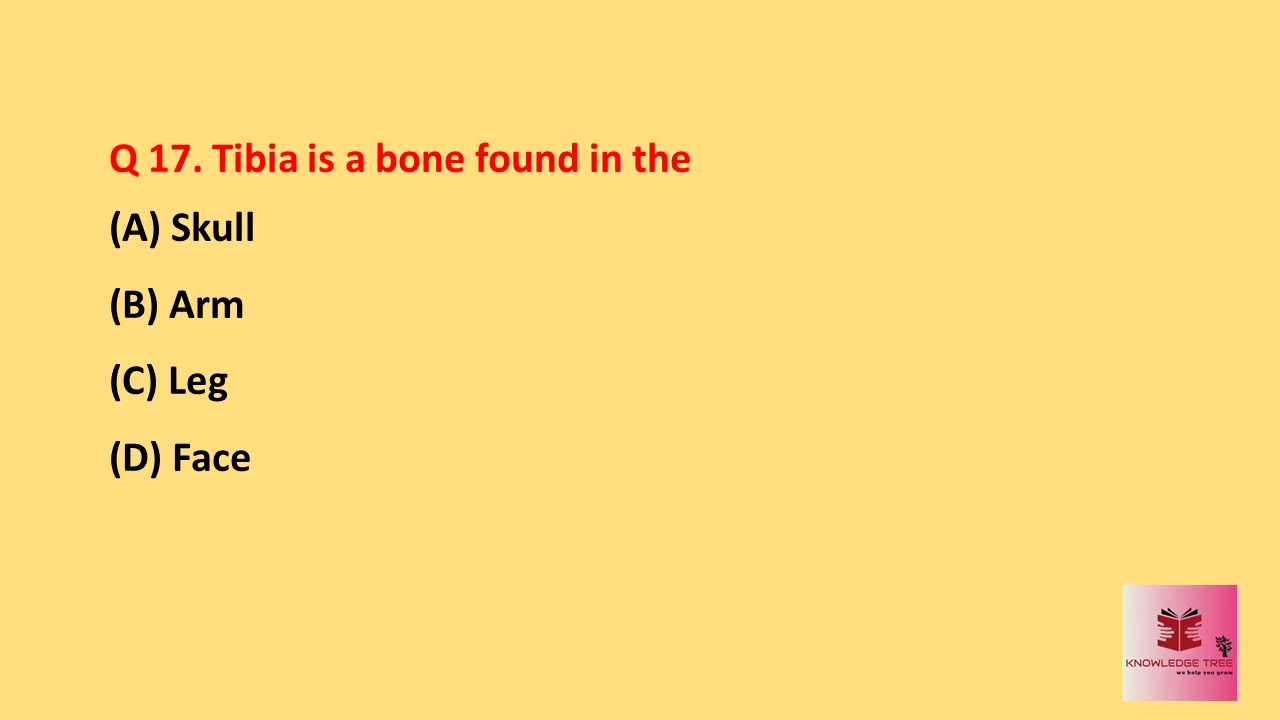 Q 17. Tibia is a bone found in the
(A) Skull
(B) Arm
(C) Leg
(D) Face
KNOWLEDGE TREE
we help you grow